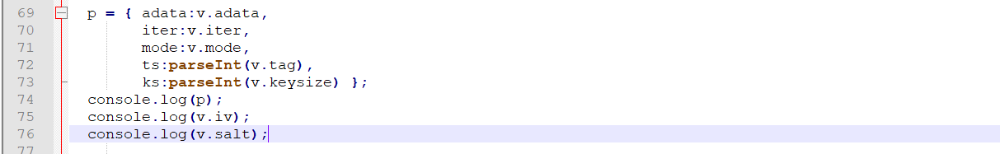 69 p = { adata:v.adata,
70 iter:v.iter,
71 mode:v.mode,
72 ts:parseInt(v.tag),
73 ks:parseInt(v.keysize) };
74 console.log(p);
75 console.log(v.iv);
76 console.log(v.salt);
77